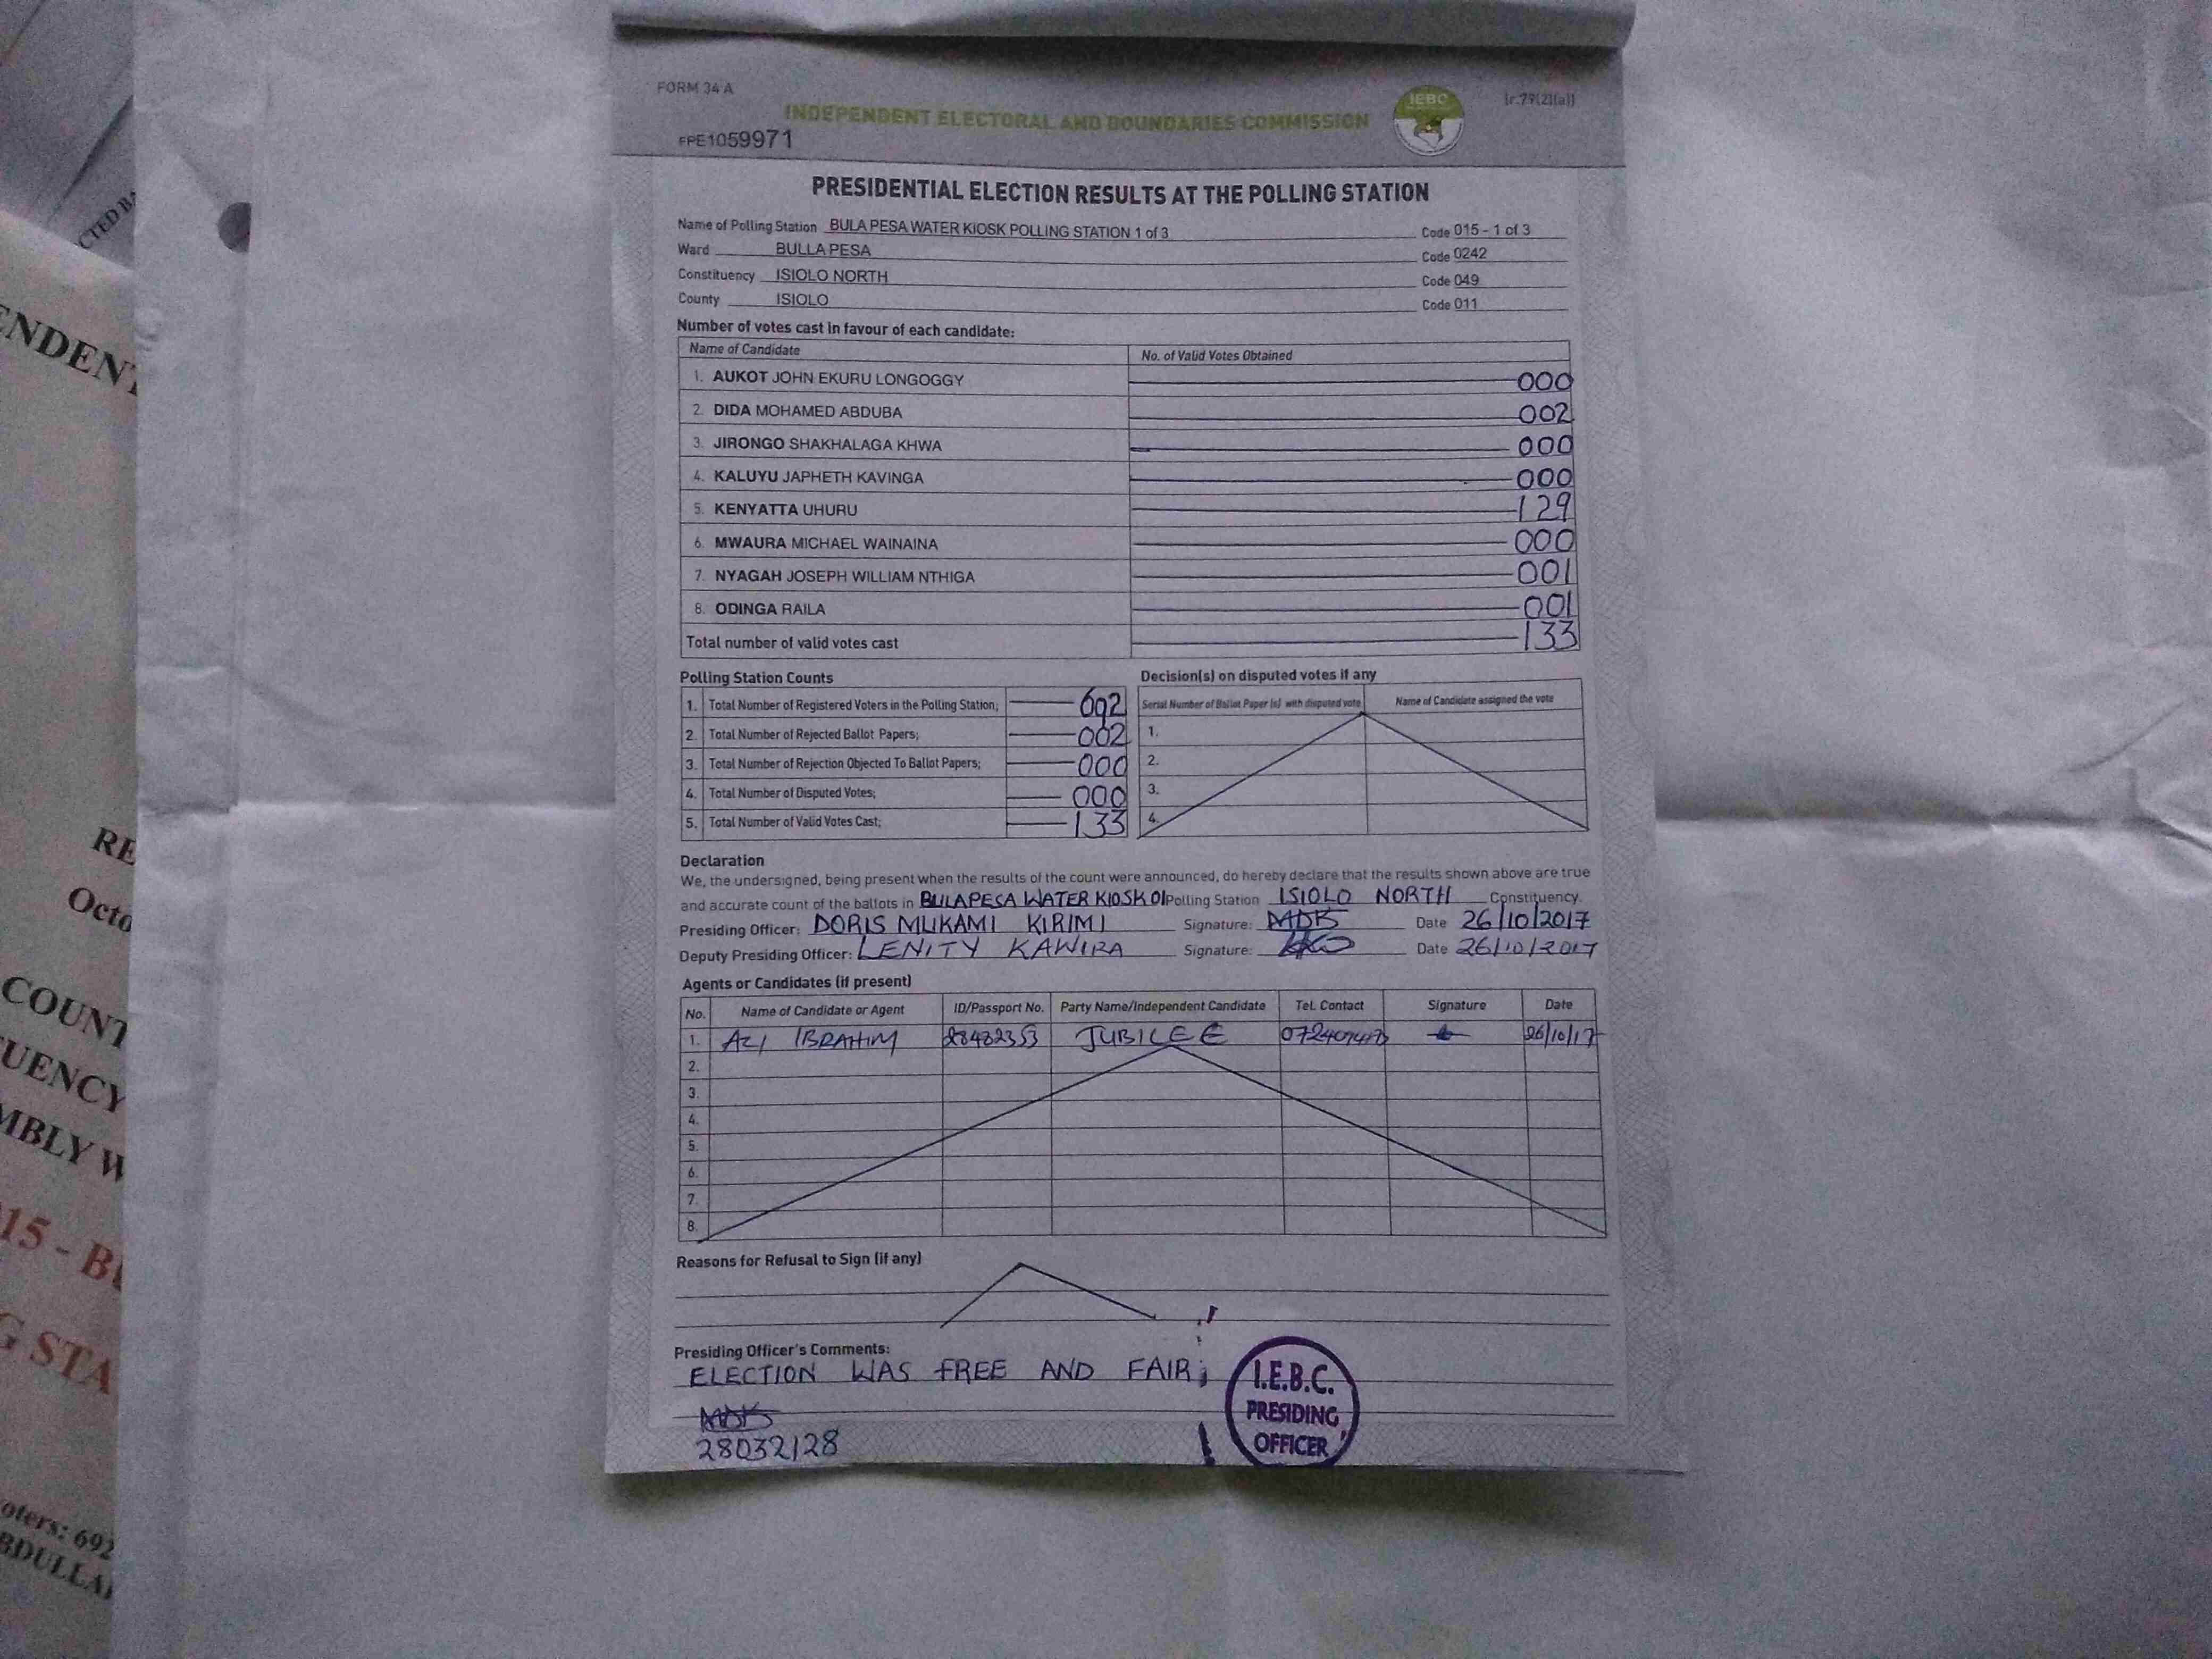 FORM 34 A
[r.79(2)(a)]
INDEPENDENT ELECTORAL AND BOUNDARIES COMMISSION
IEBC
FPE1059971
PRESIDENTIAL ELECTION RESULTS AT THE POLLING STATION
Name of Polling Station BULA PESA WATER KIOSK POLLING STATION 1 of 3 Code 015 - 1 of 3
Ward BULLA PESA Code 0242
Constituency ISIOLO NORTH Code 049
County ISIOLO Code 011
Number of votes cast in favour of each candidate:
Name of Candidate No. of Valid Votes Obtained
1. AUKOT JOHN EKURU LONGOGGY 000
2. DIDA MOHAMED ABDUBA 002
3. JIRONGO SHAKHALAGA KHWA 000
4. KALUYU JAPHETH KAVINGA 000
5. KENYATTA UHURU 129
6. MWAURA MICHAEL WAINAINA 000
7. NYAGAH JOSEPH WILLIAM NTHIGA 001
8. ODINGA RAILA 001
Total number of valid votes cast 133
Polling Station Counts
1. Total Number of Registered Voters in the Polling Station; 692
2. Total Number of Rejected Ballot Papers; 002
3. Total Number of Rejection Objected To Ballot Papers; 000
4. Total Number of Disputed Votes; 000
5. Total Number of Valid Votes Cast; 133
Decision(s) on disputed votes if any
Serial Number of Ballot Paper (s) with disputed vote Name of Candidate assigned the vote
1.
2.
3.
4.
Declaration
We, the undersigned, being present when the results of the count were announced, do hereby declare that the results shown above are true
and accurate count of the ballots in BULAPESA WATER KIOSK 01 Polling Station ISIOLO NORTH Constituency.
Presiding Officer: DORIS MUKAMI KIRIMI Signature: MDK Date 26/10/2017
Deputy Presiding Officer: LENITY KAWIRA Signature: Date 26/10/2017
Agents or Candidates (if present)
No. Name of Candidate or Agent ID/Passport No. Party Name/Independent Candidate Tel. Contact Signature Date
1. IBRAHIM 28482353 JUBILEE 26/10/17
2.
3.
4.
5.
6.
7.
8.
Reasons for Refusal to Sign (if any)
Presiding Officer's Comments:
ELECTION WAS FREE AND FAIR;
MDK
28032128
I.E.B.C.
PRESIDING
OFFICER
CTED B
ENDENT
RE
Octo
COUNT
UENCY
MBLY W
15 - BU
G STA
oters: 692
BDULLA